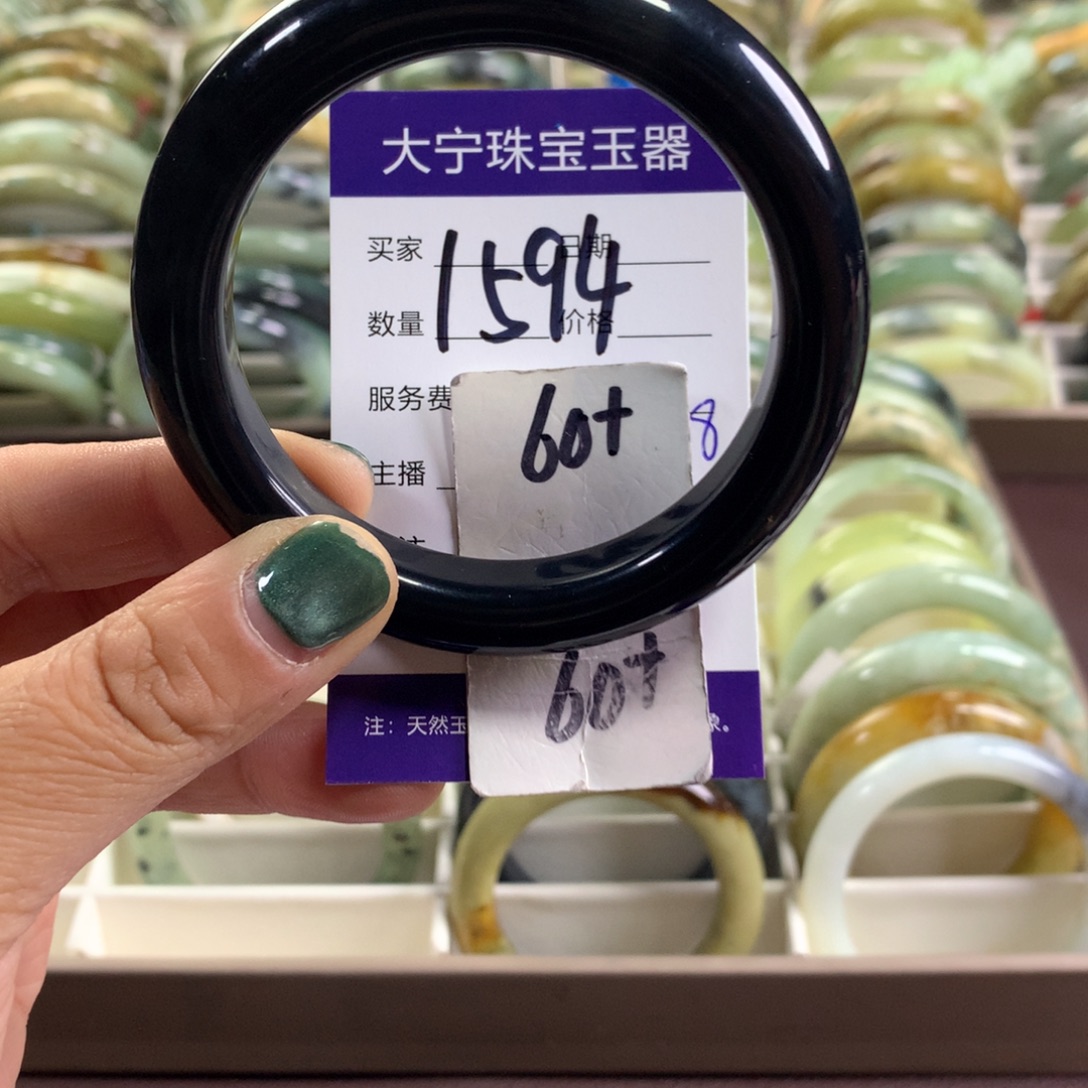 大宁珠宝玉器
买家 日期
1594
数量 价格
服务费
60+
8
主播
60+
注：天然玉